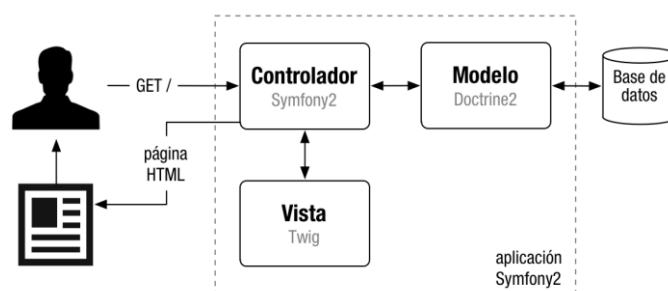 GET /
Controlador
Symfony2
Modelo
Doctrine2
Base de
datos
página
HTML
Vista
Twig
aplicación
Symfony2